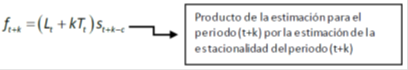 f_{t+k} = (L_t + kT_t) s_{t+k-c}
Producto de la estimación para el
periodo (t+k) por la estimación de la
estacionalidad del periodo (t+k)